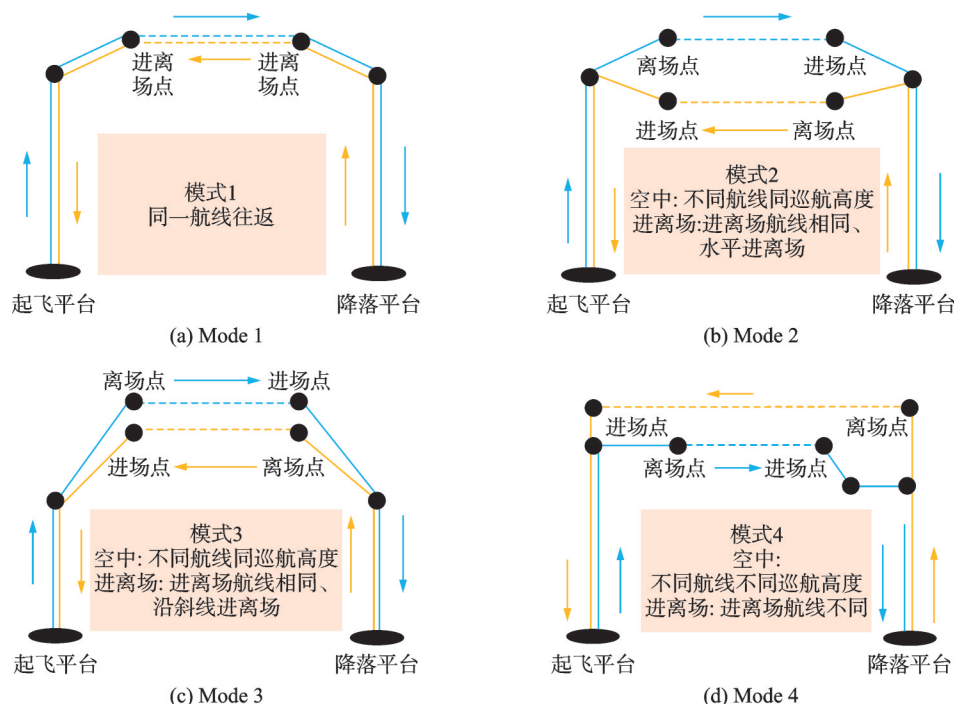 进离
场点
进离
场点
模式1
同一航线往返
起飞平台
降落平台
(a) Mode 1
离场点
进场点
进场点
离场点
模式2
空中: 不同航线同巡航高度
进离场:进离场航线相同、
水平进离场
起飞平台
降落平台
(b) Mode 2
离场点
进场点
进场点
离场点
模式3
空中: 不同航线同巡航高度
进离场: 进离场航线相同、
沿斜线进离场
起飞平台
降落平台
(c) Mode 3
进场点
离场点
离场点
进场点
模式4
空中:
不同航线不同巡航高度
进离场: 进离场航线不同
起飞平台
降落平台
(d) Mode 4